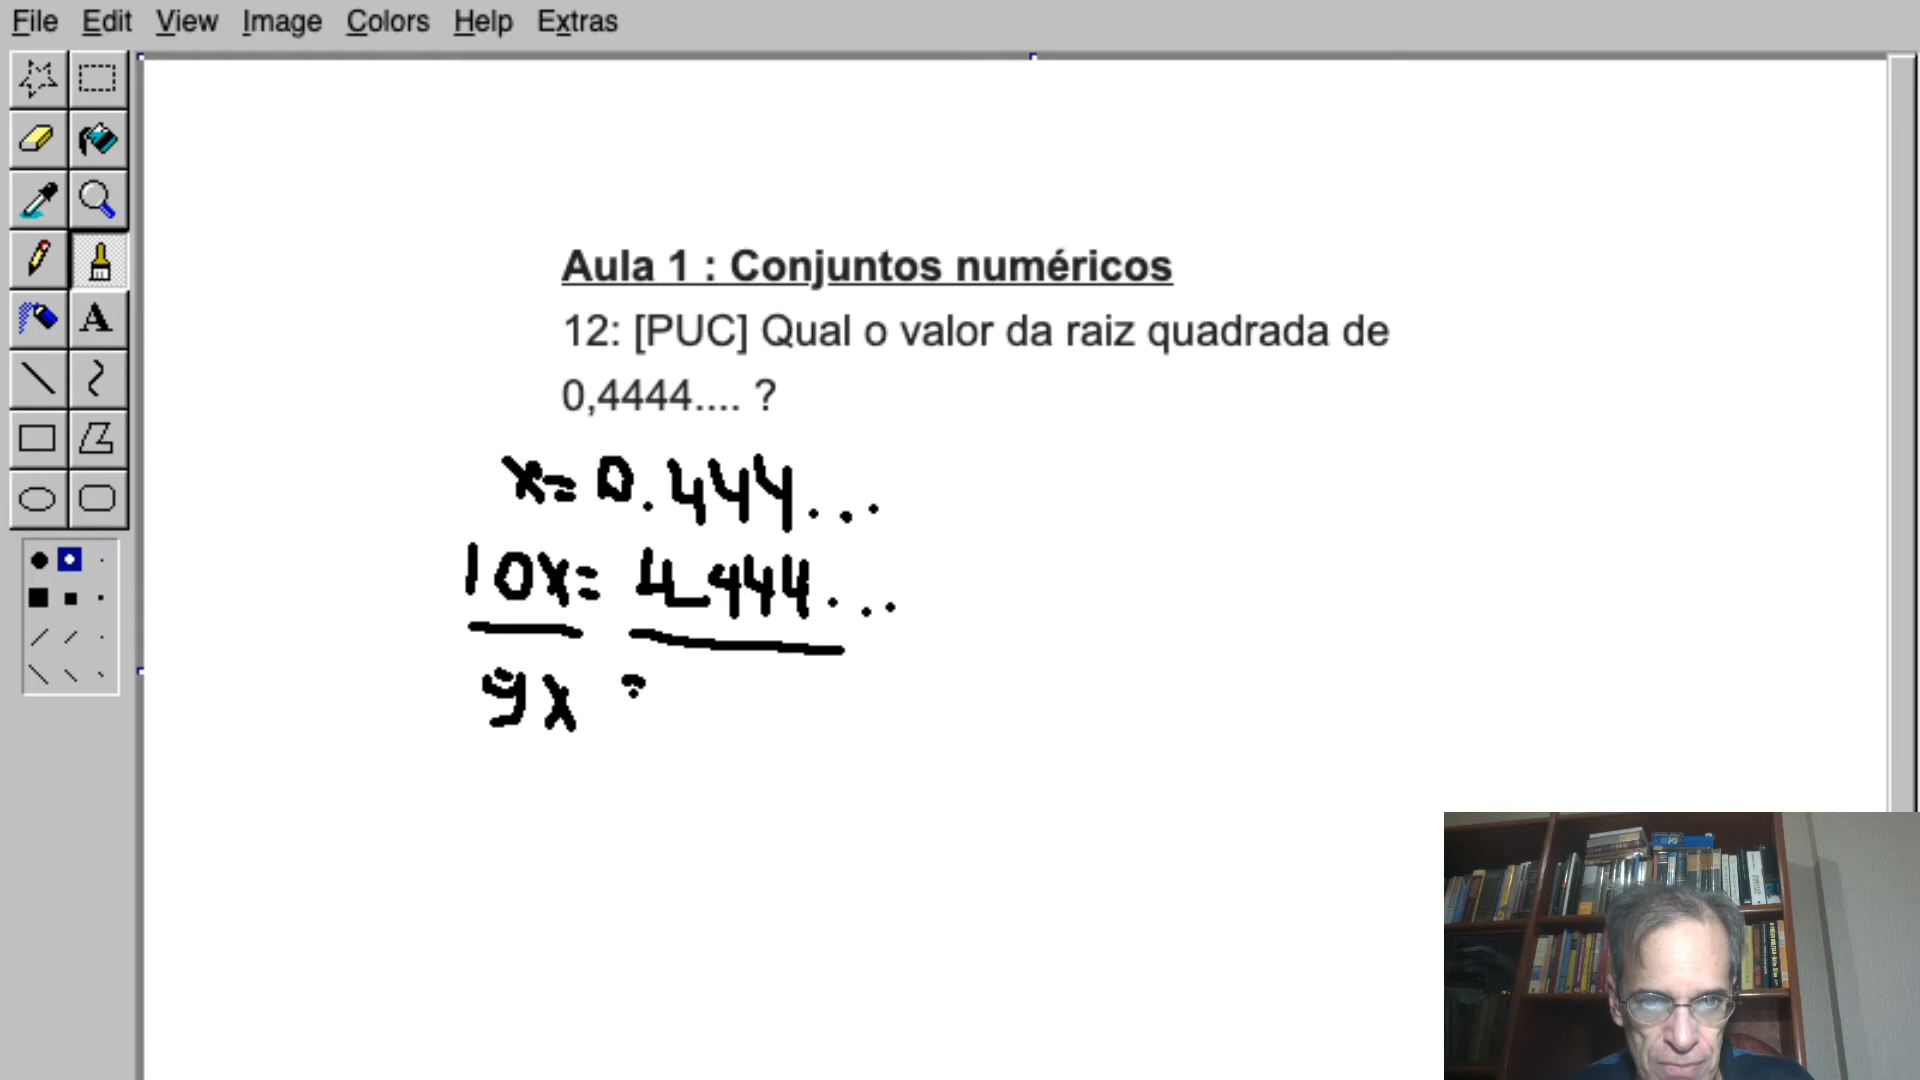 File Edit View Image Colors Help Extras
A
Aula 1 : Conjuntos numéricos
12: [PUC] Qual o valor da raiz quadrada de
0,4444.... ?
x= 0.444...
10x= 4.444...
9x =